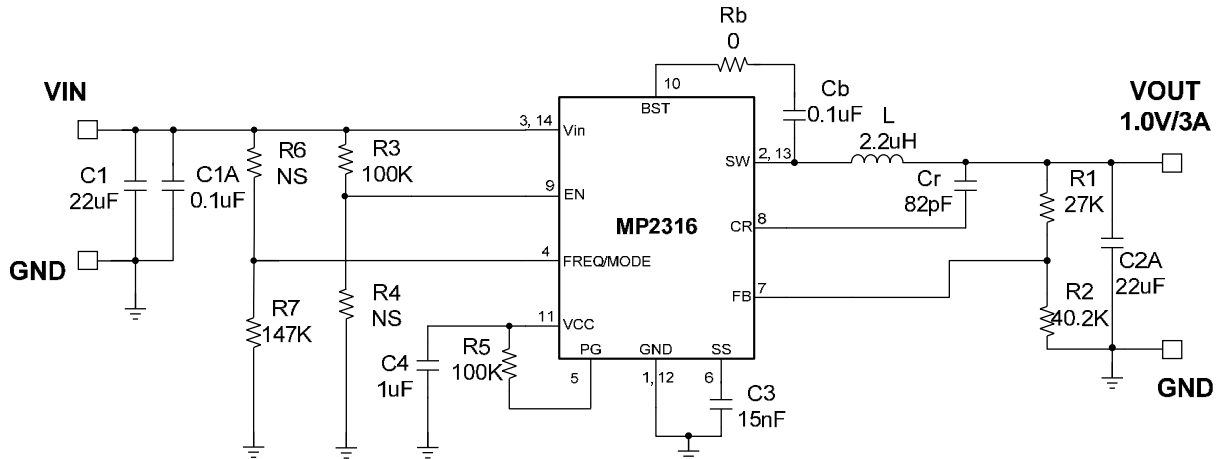 Rb
0
10
BST
Cb
0.1uF
VIN
VOUT
1.0V/3A
3, 14
Vin
L
2.2uH
SW
2, 13
R6
NS
R3
100K
C1
22uF
C1A
0.1uF
9
EN
Cr
82pF
R1
27K
MP2316
CR
8
GND
4
FREQ/MODE
C2A
22uF
FB
7
R7
147K
R4
NS
R2
40.2K
11
VCC
C4
1uF
R5
100K
PG
GND
SS
5
1, 12
6
C3
15nF
GND